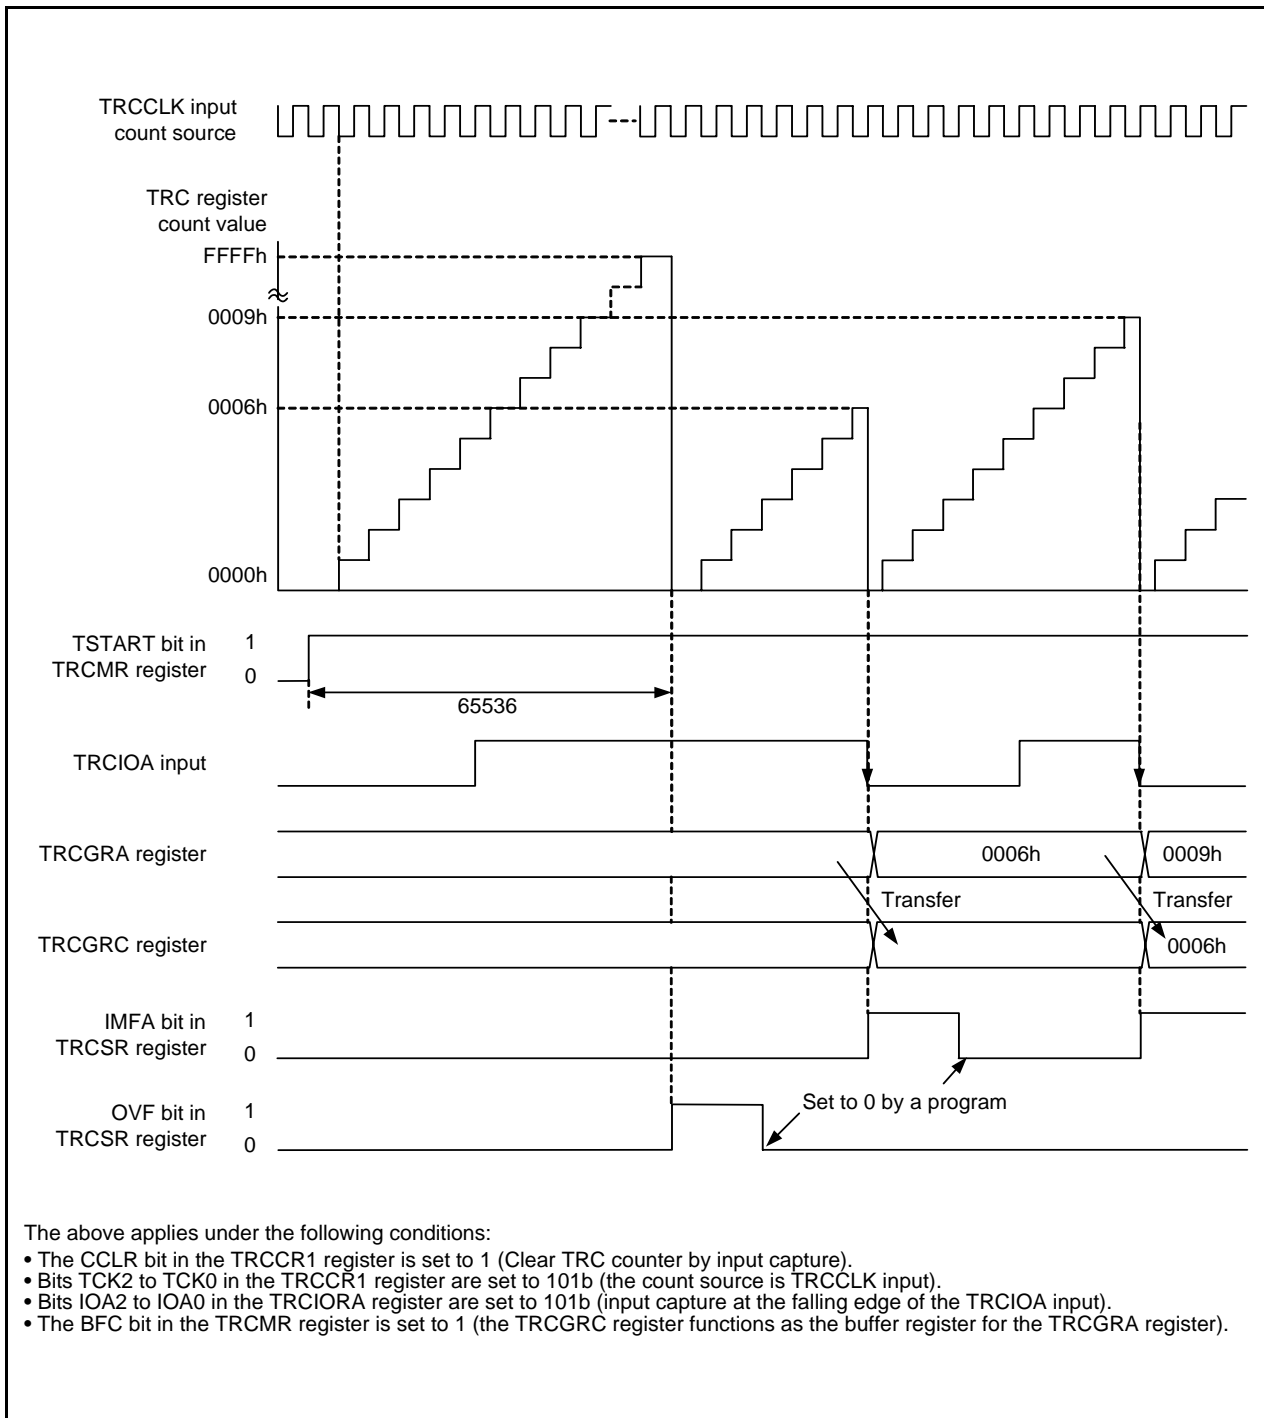 TRCCLK input
count source
TRC register
count value
FFFFh
0009h
0006h
0000h
TSTART bit in
TRCMR register
1
0
65536
TRCIOA input
TRCGRA register
0006h
0009h
Transfer
Transfer
TRCGRC register
0006h
IMFA bit in
TRCSR register
1
0
Set to 0 by a program
OVF bit in
TRCSR register
1
0
The above applies under the following conditions:
• The CCLR bit in the TRCCR1 register is set to 1 (Clear TRC counter by input capture).
• Bits TCK2 to TCK0 in the TRCCR1 register are set to 101b (the count source is TRCCLK input).
• Bits IOA2 to IOA0 in the TRCIORA register are set to 101b (input capture at the falling edge of the TRCIOA input).
• The BFC bit in the TRCMR register is set to 1 (the TRCGRC register functions as the buffer register for the TRCGRA register).